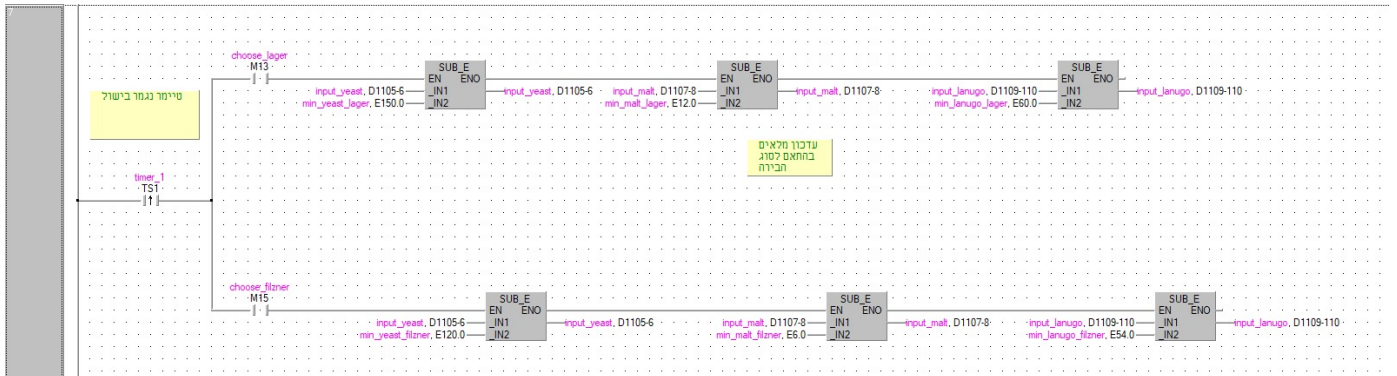 7
choose_lager
M13
SUB_E
EN ENO
input_yeast, D1105-6
_IN1
input_yeast, D1105-6
min_yeast_lager, E150.0
_IN2
SUB_E
EN ENO
input_malt, D1107-8
_IN1
input_malt, D1107-8
min_malt_lager, E12.0
_IN2
SUB_E
EN ENO
input_lanugo, D1109-110
_IN1
input_lanugo, D1109-110
min_lanugo_lager, E60.0
_IN2
טיימר נגמר בישול
עדכון מלאים
בהתאם לסוג
הבירה
timer_1
TS1
choose_filzner
M15
SUB_E
EN ENO
input_yeast, D1105-6
_IN1
input_yeast, D1105-6
min_yeast_filzner, E120.0
_IN2
SUB_E
EN ENO
input_malt, D1107-8
_IN1
input_malt, D1107-8
min_malt_filzner, E6.0
_IN2
SUB_E
EN ENO
input_lanugo, D1109-110
_IN1
input_lanugo, D1109-110
min_lanugo_filzner, E54.0
_IN2